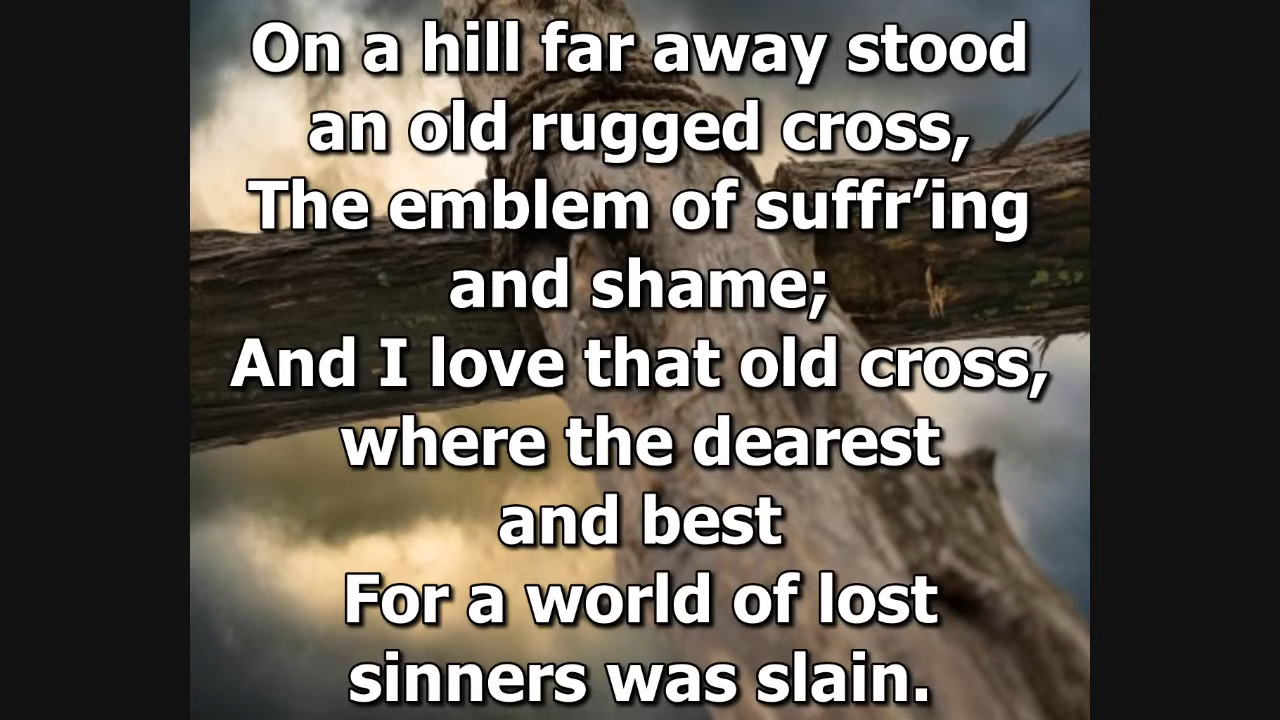 On a hill far away stood
an old rugged cross,
The emblem of suffr’ing
and shame;
And I love that old cross,
where the dearest
and best
For a world of lost
sinners was slain.